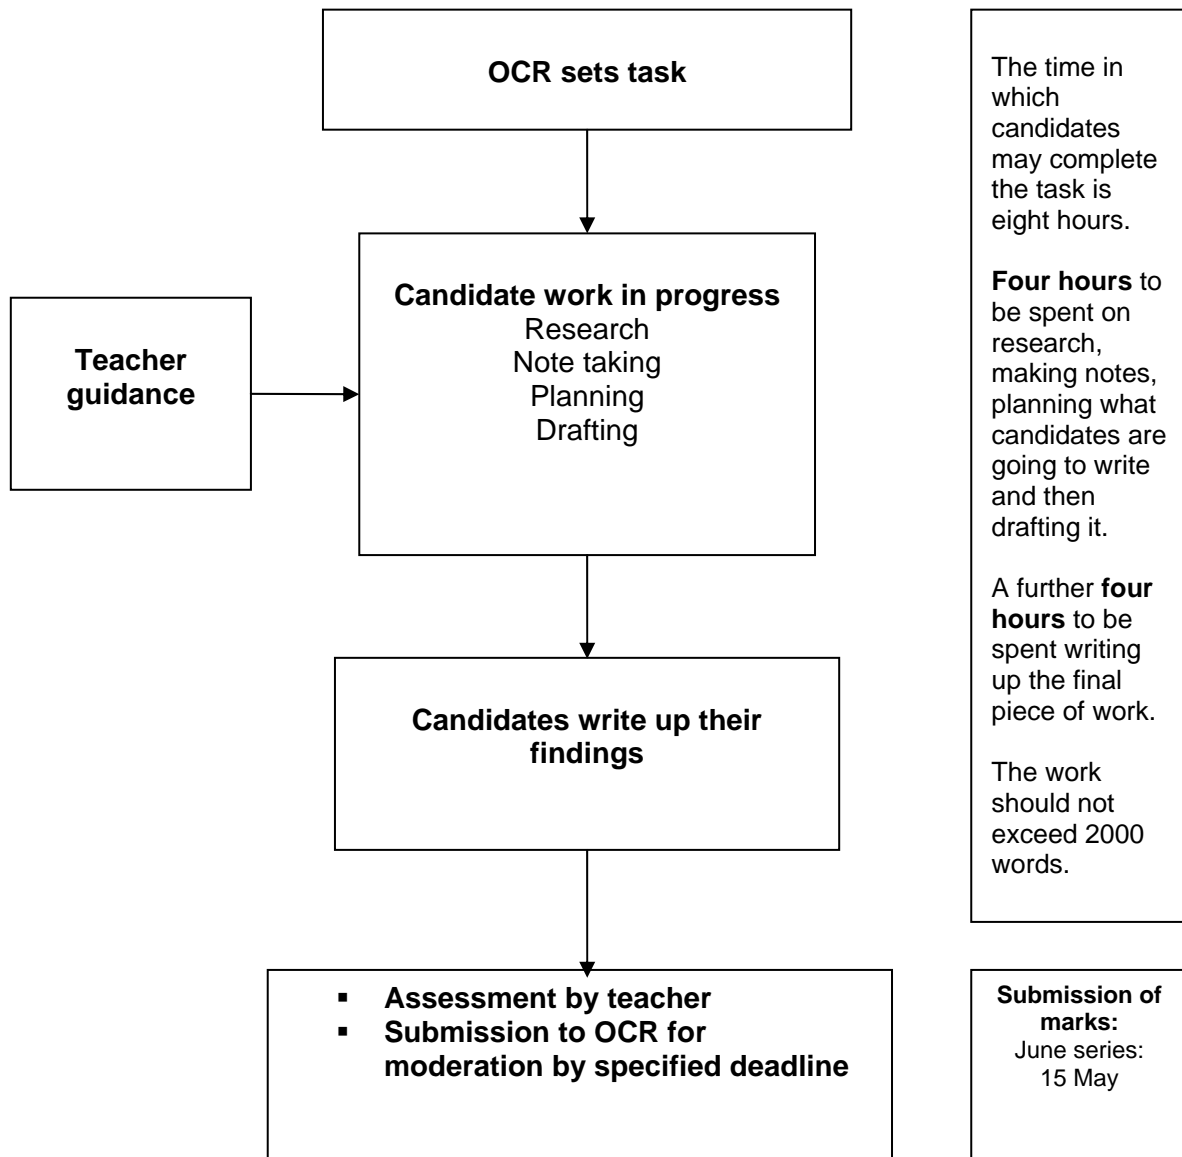 OCR sets task
Teacher
guidance
Candidate work in progress
Research
Note taking
Planning
Drafting
Candidates write up their
findings
▪ Assessment by teacher
▪ Submission to OCR for
moderation by specified deadline
The time in
which
candidates
may complete
the task is
eight hours.
Four hours to
be spent on
research,
making notes,
planning what
candidates are
going to write
and then
drafting it.
A further four
hours to be
spent writing
up the final
piece of work.
The work
should not
exceed 2000
words.
Submission of
marks:
June series:
15 May